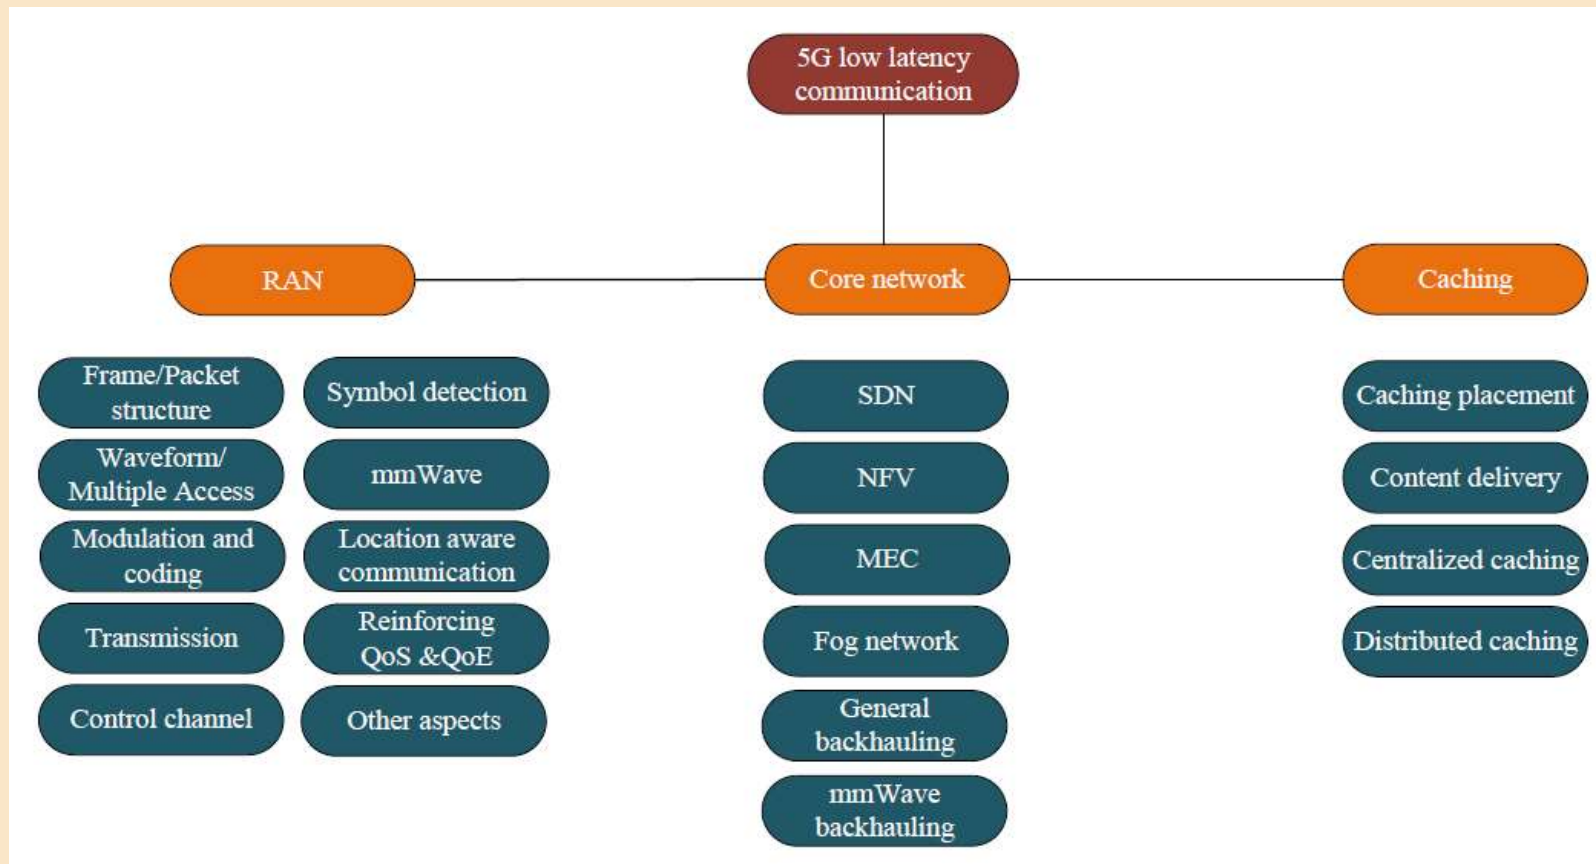 5G low latency
communication
RAN
Core network
Caching
Frame/Packet
structure
Symbol detection
Waveform/
Multiple Access
mmWave
Modulation and
coding
Location aware
communication
Transmission
Reinforcing
QoS &QoE
Control channel
Other aspects
SDN
NFV
MEC
Fog network
General
backhauling
mmWave
backhauling
Caching placement
Content delivery
Centralized caching
Distributed caching